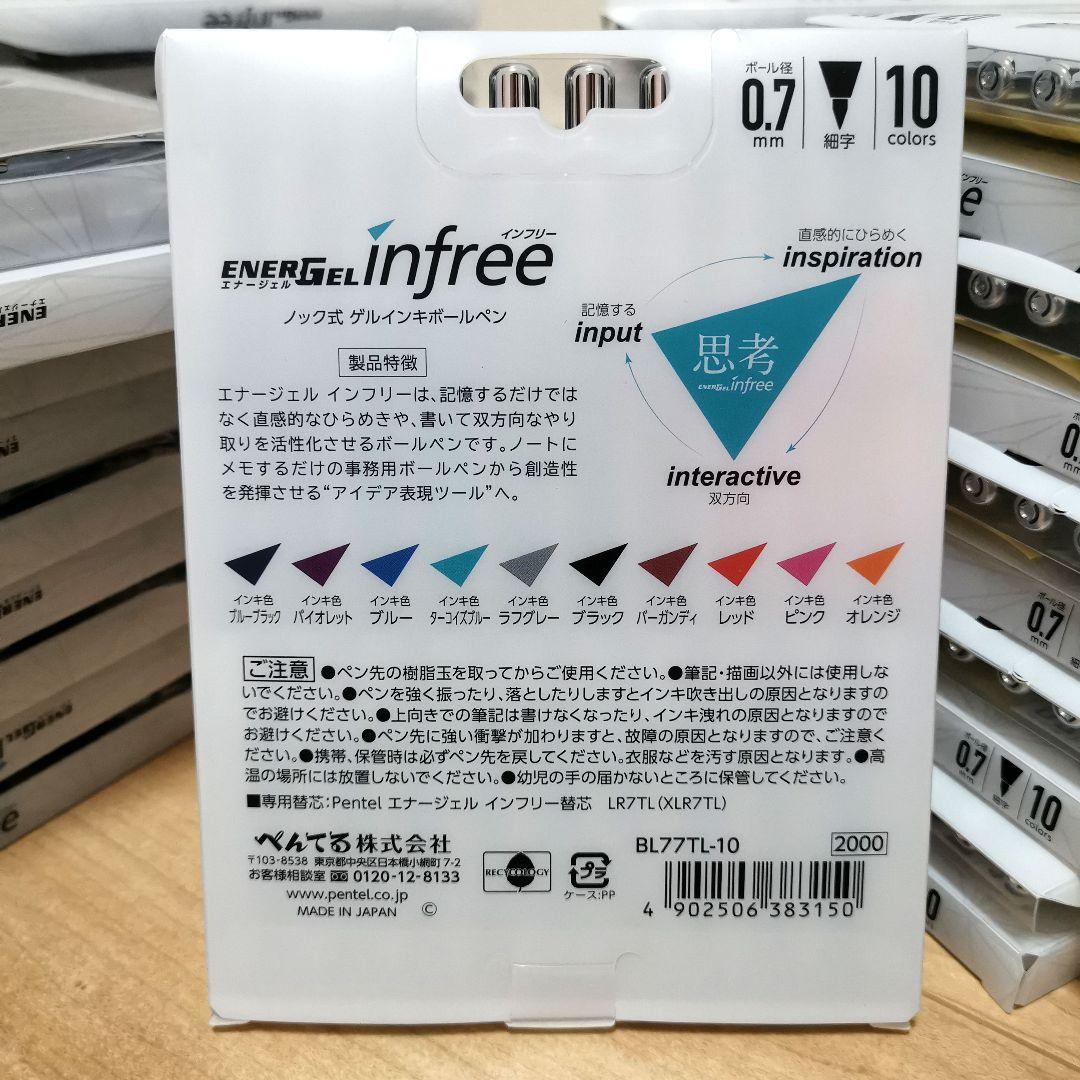 ボール径
0.7
mm
細字
10
colors
インフリー
ENERGEL infree
エナージェル
ノック式 ゲルインキボールペン
直感的にひらめく
inspiration
記憶する
input
思考
ENERGEL infree
interactive
双方向
製品特徴
エナージェル インフリーは、記憶するだけでは
なく直感的なひらめきや、書いて双方向なやり
取りを活性化させるボールペンです。ノートに
メモするだけの事務用ボールペンから創造性
を発揮させる“アイデア表現ツール”へ。
インキ色 インキ色 インキ色 インキ色 インキ色 インキ色 インキ色 インキ色 インキ色 インキ色
ブルーブラック バイオレット ブルー ターコイズブルー ラフグレー ブラック バーガンディ レッド ピンク オレンジ
ご注意 ●ペン先の樹脂玉を取ってからご使用ください。●筆記・描画以外には使用しな
いでください。●ペンを強く振ったり、落としたりしますとインキ吹き出しの原因となりますの
でお避けください。●上向きでの筆記は書けなくなったり、インキ洩れの原因となりますので
お避けください。●ペン先に強い衝撃が加わりますと、故障の原因となりますので、ご注意く
ださい。●携帯、保管時は必ずペン先を戻してください。衣服などを汚す原因となります。●高
温の場所には放置しないでください。●幼児の手の届かないところに保管してください。
■専用替芯:Pentel エナージェル インフリー替芯 LR7TL(XLR7TL)
ぺんてる株式会社
〒103-8538 東京都中央区日本橋小網町7-2
お客様相談室 0120-12-8133
www.pentel.co.jp
MADE IN JAPAN ©
RECYCOLOGY
プラ
ケース:PP
BL77TL-10
2000
4 902506 383150
インフリー
ボール径
0.7
mm
細字
0.7
mm
細字
10
colors